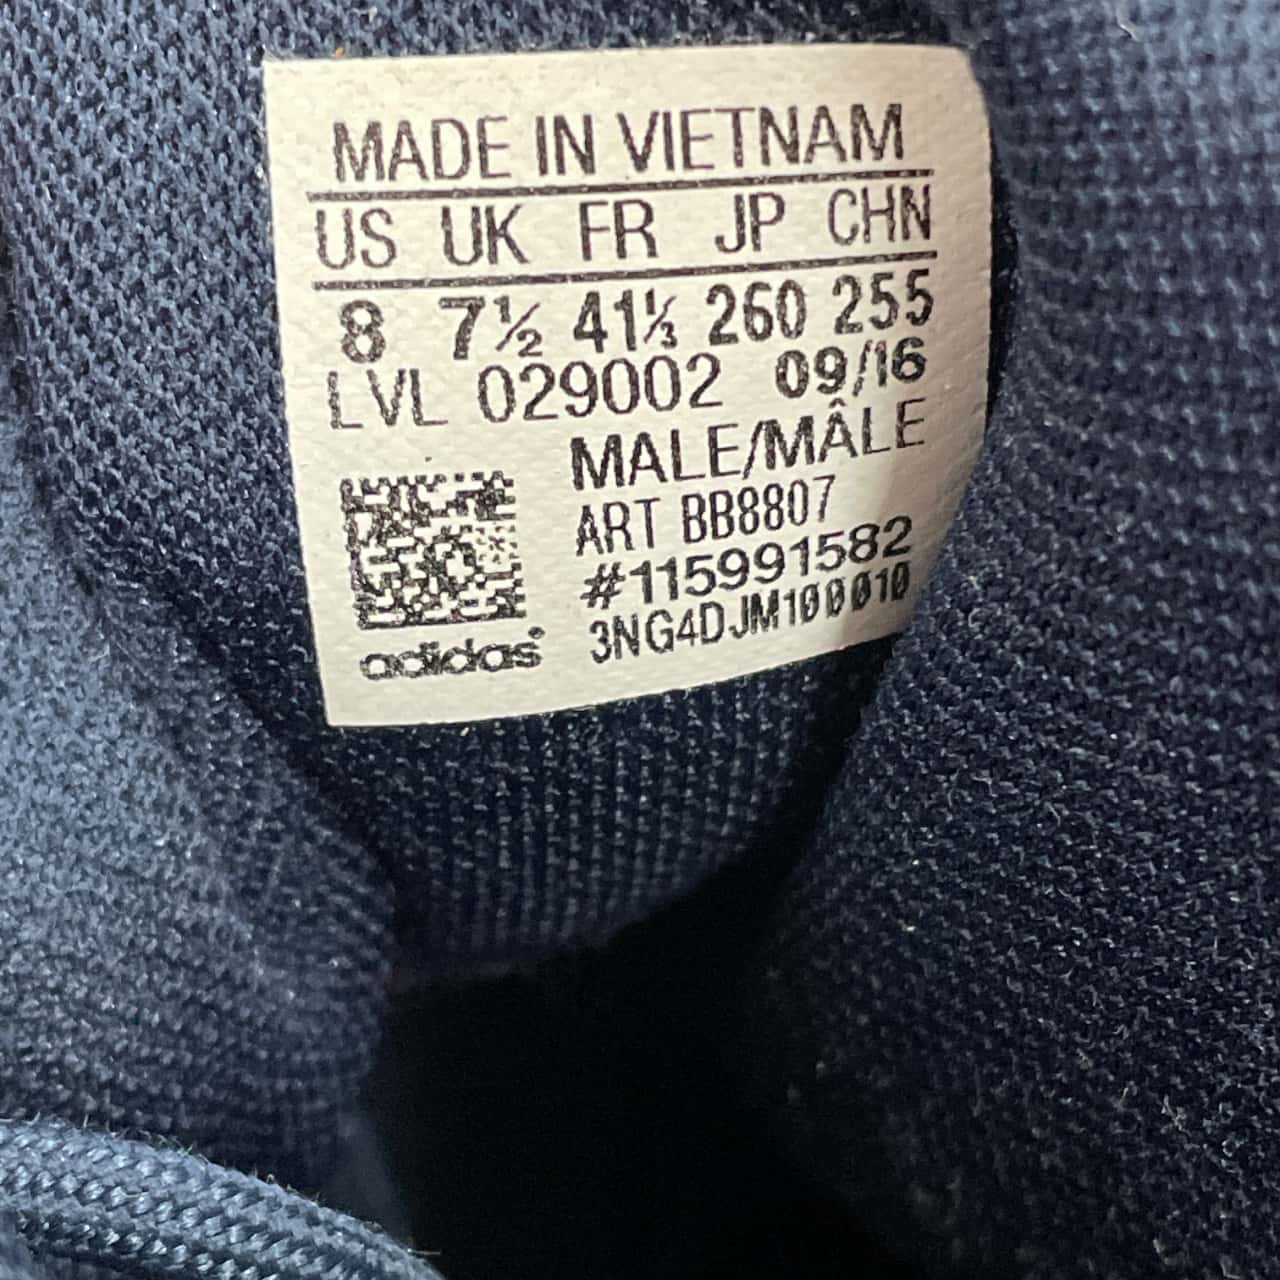 MADE IN VIETNAM
US UK FR JP CHN
8 7½ 41⅓ 260 255
LVL 029002 09/16
MALE/MÂLE
ART BB8807
#115991582
3NG4DJM100010
adidas®